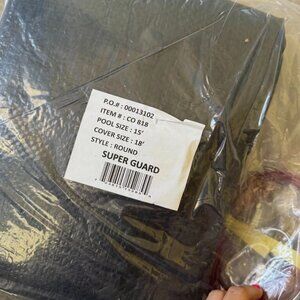 P.O.# : 00013102
ITEM # : CO 818
POOL SIZE : 15'
COVER SIZE : 18'
STYLE : ROUND
SUPER GUARD